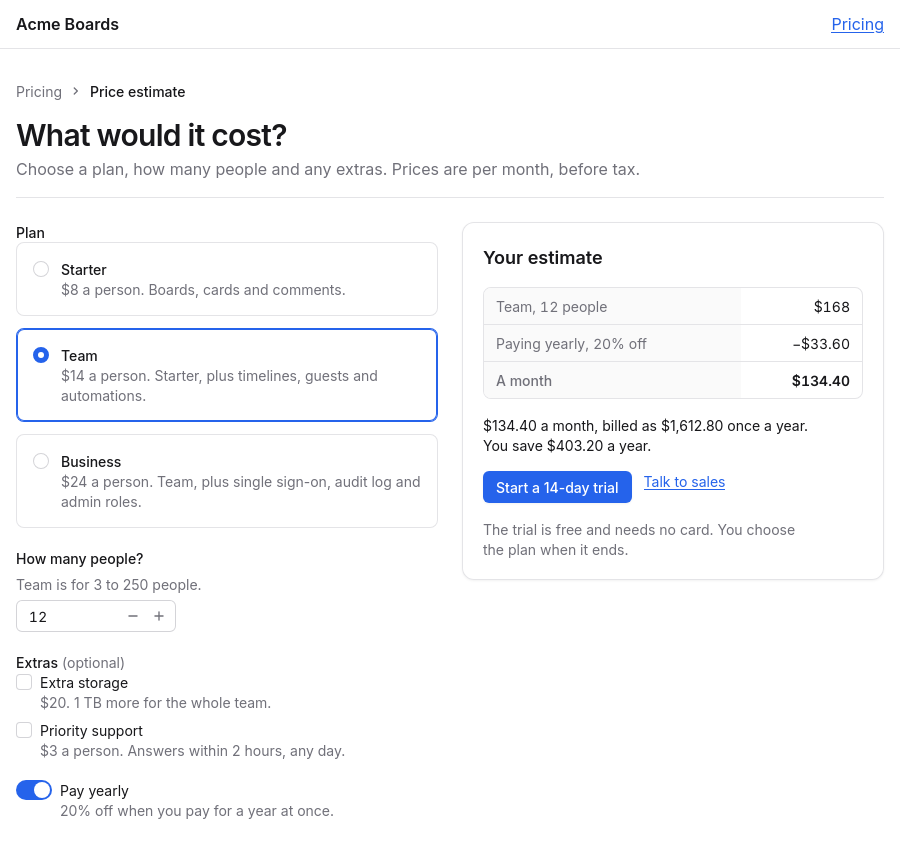 Acme Boards
Pricing
Pricing
Price estimate
What would it cost?
Choose a plan, how many people and any extras. Prices are per month, before tax.
Plan
Starter
$8 a person. Boards, cards and comments.
Team
$14 a person. Starter, plus timelines, guests and
automations.
Business
$24 a person. Team, plus single sign-on, audit log and
admin roles.
How many people?
Team is for 3 to 250 people.
12
Extras (optional)
Extra storage
$20. 1 TB more for the whole team.
Priority support
$3 a person. Answers within 2 hours, any day.
Pay yearly
20% off when you pay for a year at once.
Your estimate
Team, 12 people $168
Paying yearly, 20% off −$33.60
A month $134.40
$134.40 a month, billed as $1,612.80 once a year.
You save $403.20 a year.
Start a 14-day trial
Talk to sales
The trial is free and needs no card. You choose
the plan when it ends.